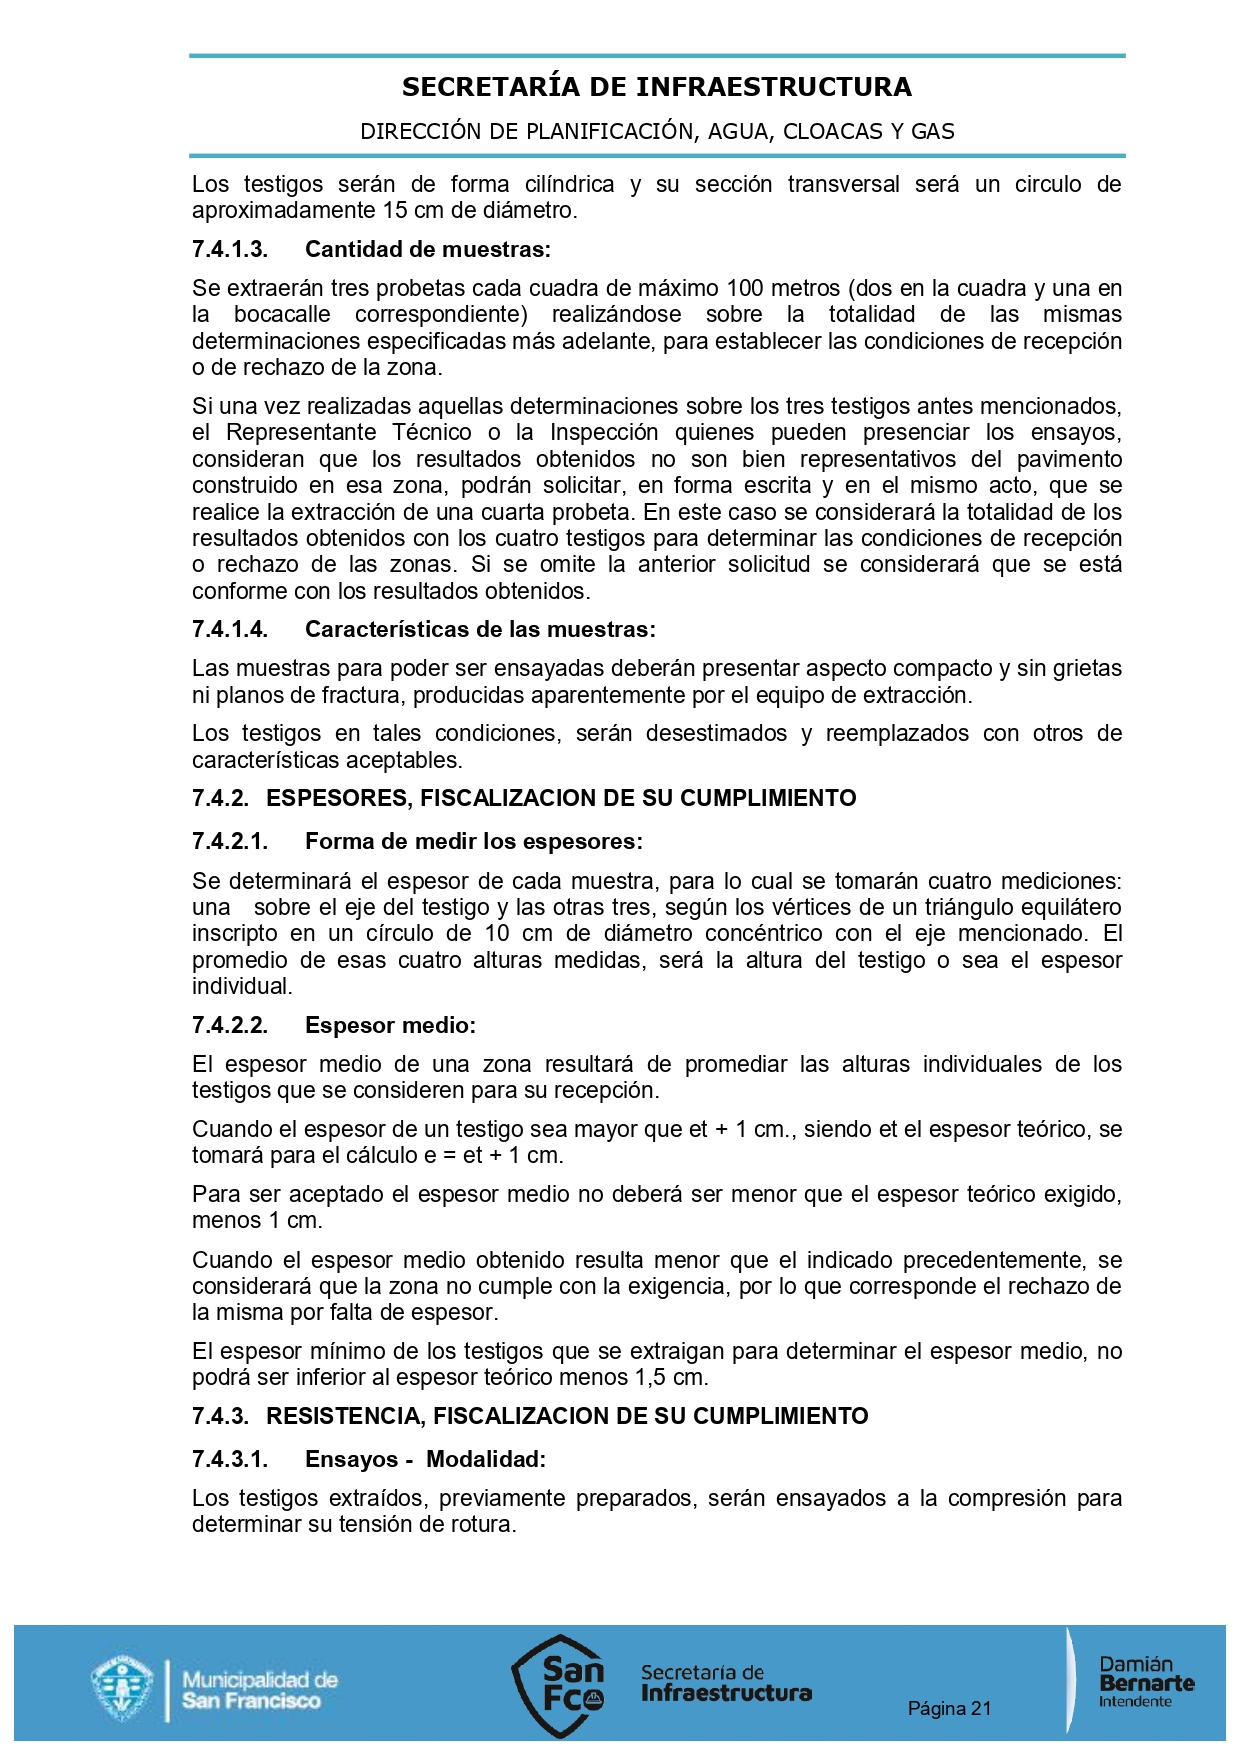 SECRETARÍA DE INFRAESTRUCTURA
DIRECCIÓN DE PLANIFICACIÓN, AGUA, CLOACAS Y GAS
Los testigos serán de forma cilíndrica y su sección transversal será un circulo de
aproximadamente 15 cm de diámetro.
7.4.1.3. Cantidad de muestras:
Se extraerán tres probetas cada cuadra de máximo 100 metros (dos en la cuadra y una en
la bocacalle correspondiente) realizándose sobre la totalidad de las mismas
determinaciones especificadas más adelante, para establecer las condiciones de recepción
o de rechazo de la zona.
Si una vez realizadas aquellas determinaciones sobre los tres testigos antes mencionados,
el Representante Técnico o la Inspección quienes pueden presenciar los ensayos,
consideran que los resultados obtenidos no son bien representativos del pavimento
construido en esa zona, podrán solicitar, en forma escrita y en el mismo acto, que se
realice la extracción de una cuarta probeta. En este caso se considerará la totalidad de los
resultados obtenidos con los cuatro testigos para determinar las condiciones de recepción
o rechazo de las zonas. Si se omite la anterior solicitud se considerará que se está
conforme con los resultados obtenidos.
7.4.1.4. Características de las muestras:
Las muestras para poder ser ensayadas deberán presentar aspecto compacto y sin grietas
ni planos de fractura, producidas aparentemente por el equipo de extracción.
Los testigos en tales condiciones, serán desestimados y reemplazados con otros de
características aceptables.
7.4.2. ESPESORES, FISCALIZACION DE SU CUMPLIMIENTO
7.4.2.1. Forma de medir los espesores:
Se determinará el espesor de cada muestra, para lo cual se tomarán cuatro mediciones:
una sobre el eje del testigo y las otras tres, según los vértices de un triángulo equilátero
inscripto en un círculo de 10 cm de diámetro concéntrico con el eje mencionado. El
promedio de esas cuatro alturas medidas, será la altura del testigo o sea el espesor
individual.
7.4.2.2. Espesor medio:
El espesor medio de una zona resultará de promediar las alturas individuales de los
testigos que se consideren para su recepción.
Cuando el espesor de un testigo sea mayor que et + 1 cm., siendo et el espesor teórico, se
tomará para el cálculo e = et + 1 cm.
Para ser aceptado el espesor medio no deberá ser menor que el espesor teórico exigido,
menos 1 cm.
Cuando el espesor medio obtenido resulta menor que el indicado precedentemente, se
considerará que la zona no cumple con la exigencia, por lo que corresponde el rechazo de
la misma por falta de espesor.
El espesor mínimo de los testigos que se extraigan para determinar el espesor medio, no
podrá ser inferior al espesor teórico menos 1,5 cm.
7.4.3. RESISTENCIA, FISCALIZACION DE SU CUMPLIMIENTO
7.4.3.1. Ensayos - Modalidad:
Los testigos extraídos, previamente preparados, serán ensayados a la compresión para
determinar su tensión de rotura.
Municipalidad de
San Francisco
San
Fco
Secretaría de
Infraestructura
Página 21
Damián
Bernarte
Intendente